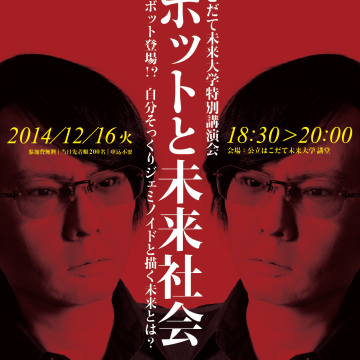 こだて未来大学特別講演会
ボットと未来社会
ボット登場!? 自分そっくりジェミノイドと描く未来とは?
2014/12/16 火
参加費無料 | 当日先着順200名 | 申込不要
18:30>20:00
会場:公立はこだて未来大学 講堂